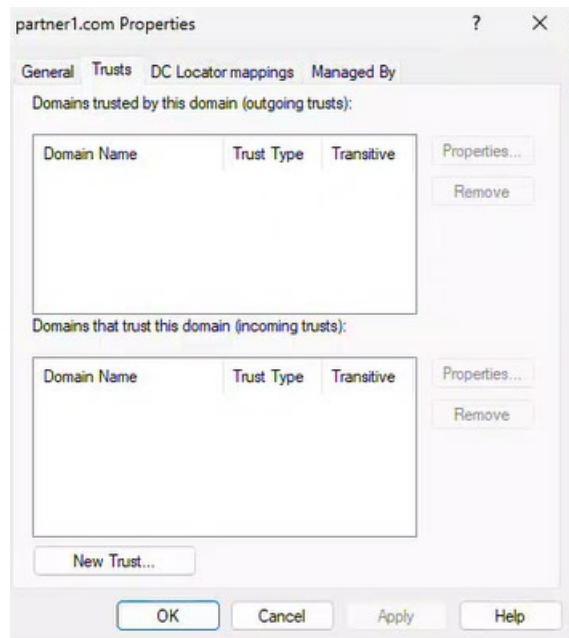 partner1.com Properties ? ×
General Trusts DC Locator mappings Managed By
Domains trusted by this domain (outgoing trusts):
Domain Name Trust Type Transitive Properties...
Remove
Domains that trust this domain (incoming trusts):
Domain Name Trust Type Transitive Properties...
Remove
New Trust...
OK Cancel Apply Help